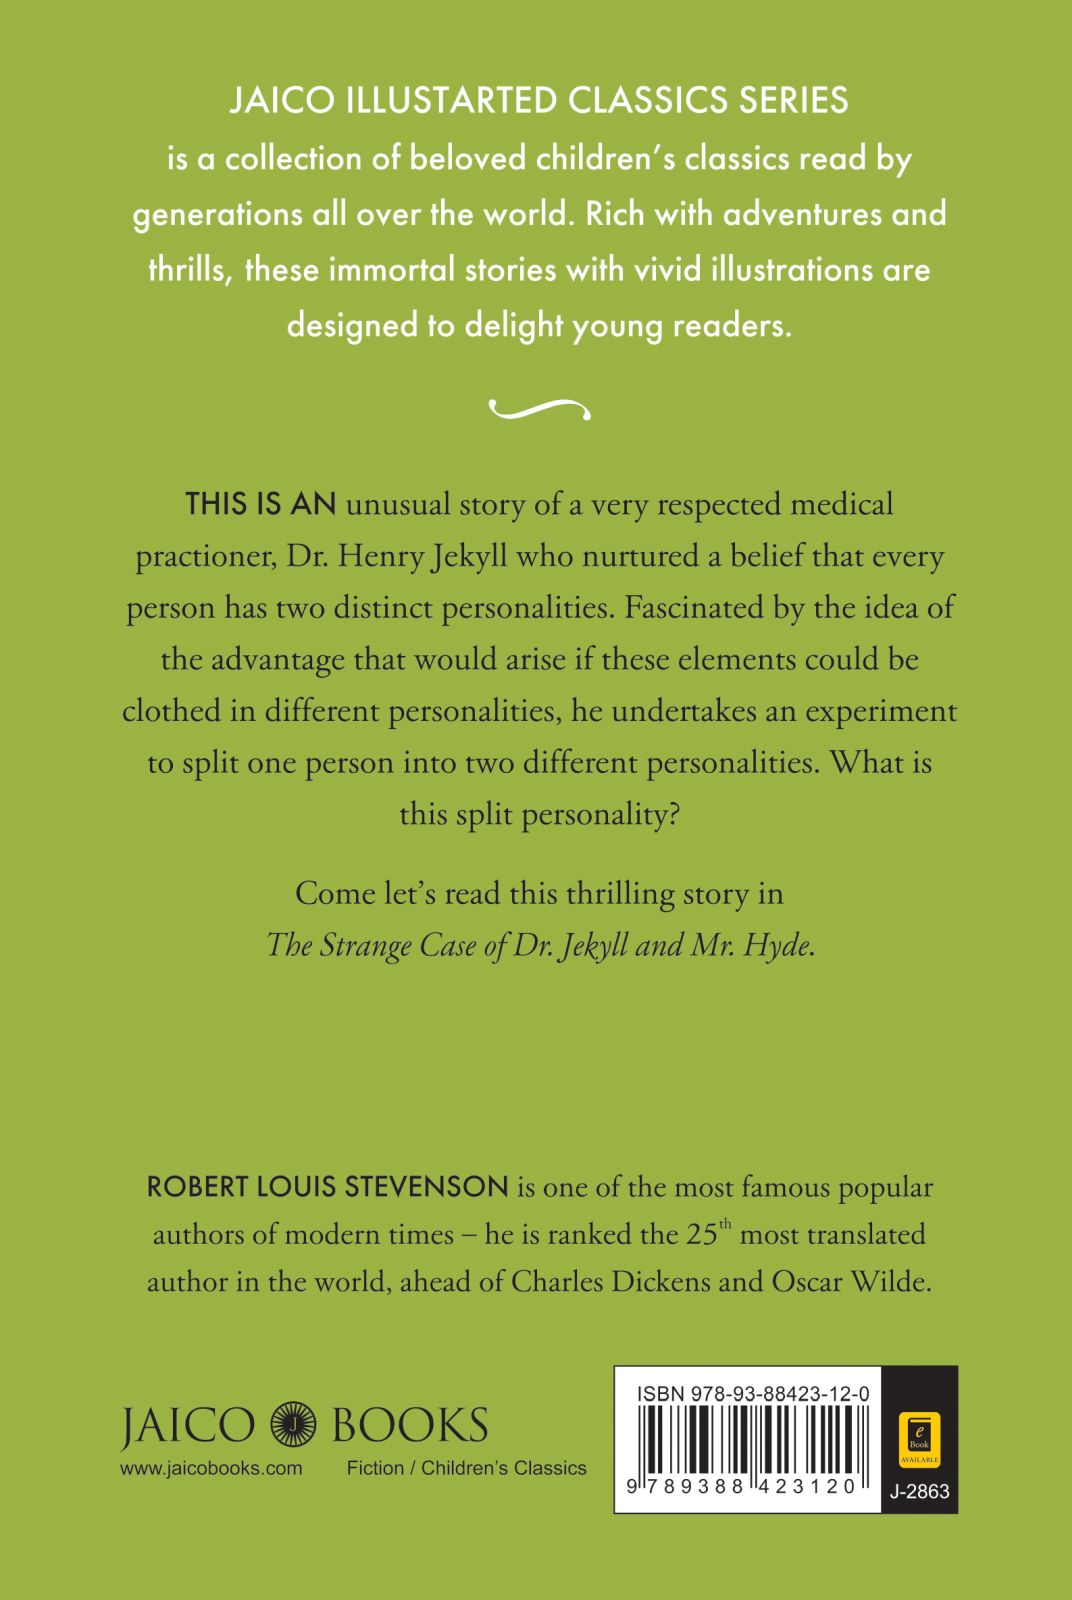 JAICO ILLUSTARTED CLASSICS SERIES
is a collection of beloved children's classics read by
generations all over the world. Rich with adventures and
thrills, these immortal stories with vivid illustrations are
designed to delight young readers.
THIS IS AN unusual story of a very respected medical
practioner, Dr. Henry Jekyll who nurtured a belief that every
person has two distinct personalities. Fascinated by the idea of
the advantage that would arise if these elements could be
clothed in different personalities, he undertakes an experiment
to split one person into two different personalities. What is
this split personality?
Come let's read this thrilling story in
The Strange Case of Dr. Jekyll and Mr. Hyde.
ROBERT LOUIS STEVENSON is one of the most famous popular
authors of modern times – he is ranked the 25th most translated
author in the world, ahead of Charles Dickens and Oscar Wilde.
JAICO J BOOKS
www.jaicobooks.com Fiction / Children's Classics
ISBN 978-93-88423-12-0
9 789388 423120
e
Book
AVAILABLE
J-2863